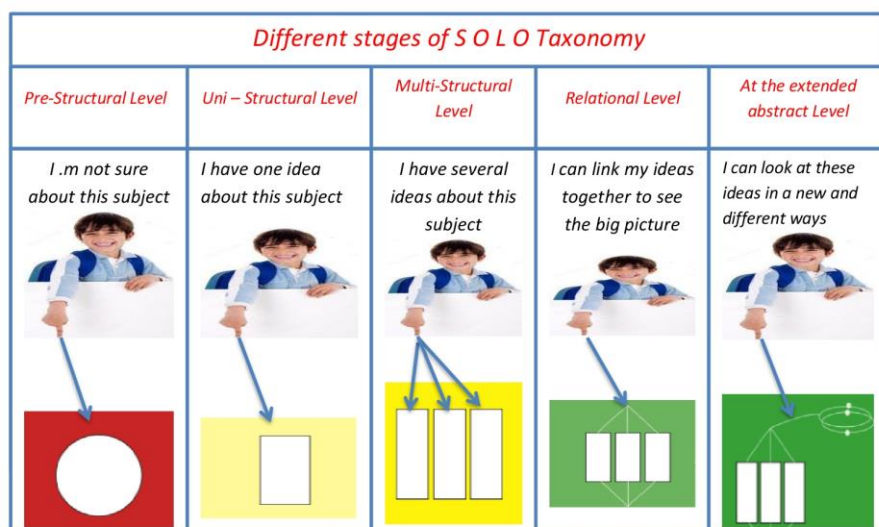 Different stages of S O L O Taxonomy
Pre-Structural Level
Uni – Structural Level
Multi-Structural
Level
Relational Level
At the extended
abstract Level
I .m not sure
about this subject
I have one idea
about this subject
I have several
ideas about this
subject
I can link my ideas
together to see
the big picture
I can look at these
ideas in a new and
different ways